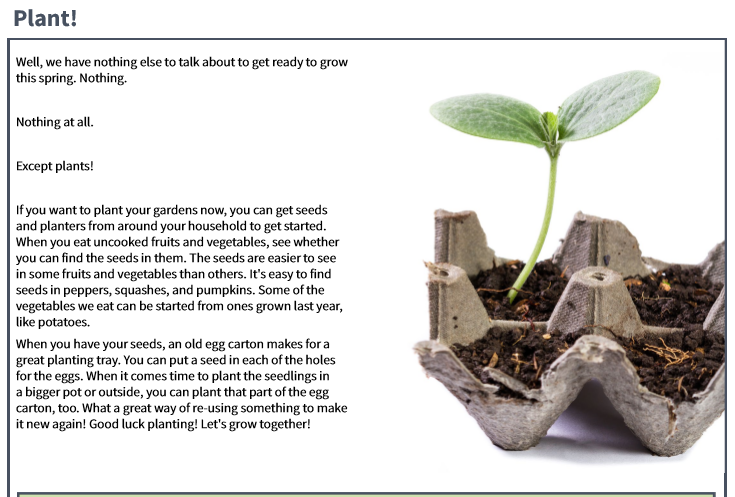 Plant!
Well, we have nothing else to talk about to get ready to grow
this spring. Nothing.
Nothing at all.
Except plants!
If you want to plant your gardens now, you can get seeds
and planters from around your household to get started.
When you eat uncooked fruits and vegetables, see whether
you can find the seeds in them. The seeds are easier to see
in some fruits and vegetables than others. It's easy to find
seeds in peppers, squashes, and pumpkins. Some of the
vegetables we eat can be started from ones grown last year,
like potatoes.
When you have your seeds, an old egg carton makes for a
great planting tray. You can put a seed in each of the holes
for the eggs. When it comes time to plant the seedlings in
a bigger pot or outside, you can plant that part of the egg
carton, too. What a great way of re-using something to make
it new again! Good luck planting! Let's grow together!